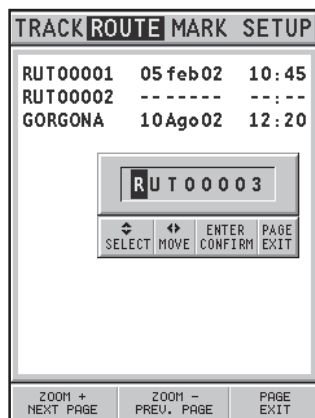 TRACK ROUTE MARK SETUP
RUT00001 05feb02 10:45
RUT00002 ------- --:--
GORGONA 10Ago02 12:20
RUT00003
SELECT MOVE ENTER CONFIRM PAGE EXIT
ZOOM + ZOOM - PAGE
NEXT PAGE PREV. PAGE EXIT